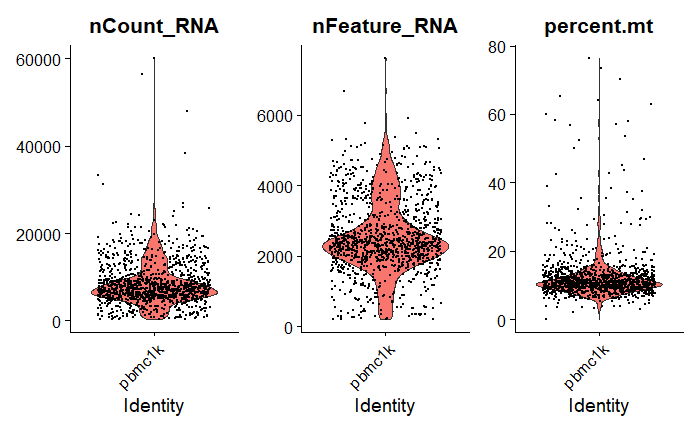 nCount_RNA
60000
40000
20000
0
pbmc1k
Identity
nFeature_RNA
6000
4000
2000
0
pbmc1k
Identity
percent.mt
80
60
40
20
0
pbmc1k
Identity